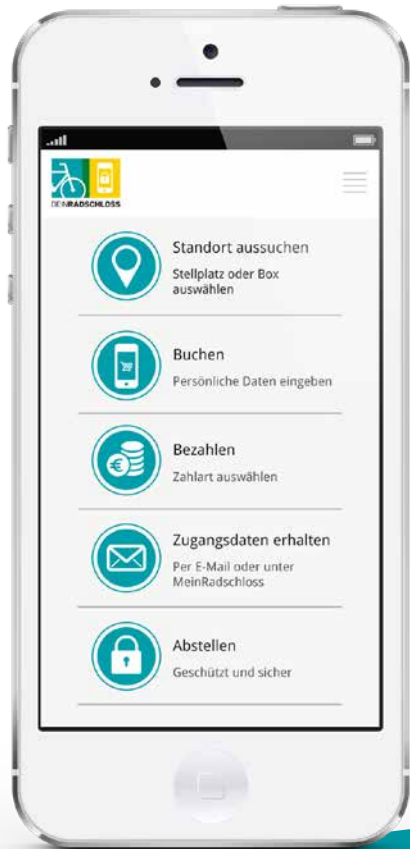 DEINRADSCHLOSS
Standort aussuchen
Stellplatz oder Box
auswählen
Buchen
Persönliche Daten eingeben
Bezahlen
Zahlart auswählen
Zugangsdaten erhalten
Per E-Mail oder unter
MeinRadschloss
Abstellen
Geschützt und sicher